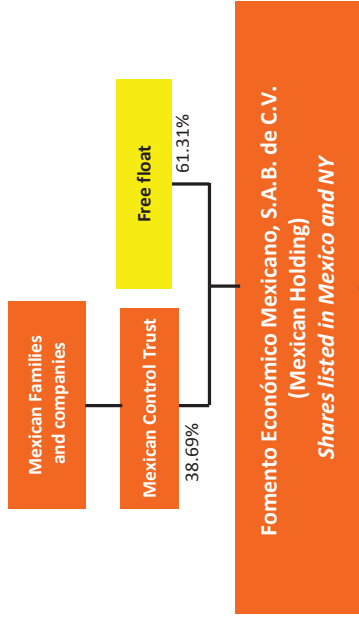 Mexican Families
and companies
Mexican Control Trust
38.69%
Free float
61.31%
Fomento Económico Mexicano, S.A.B. de C.V.
(Mexican Holding)
Shares listed in Mexico and NY